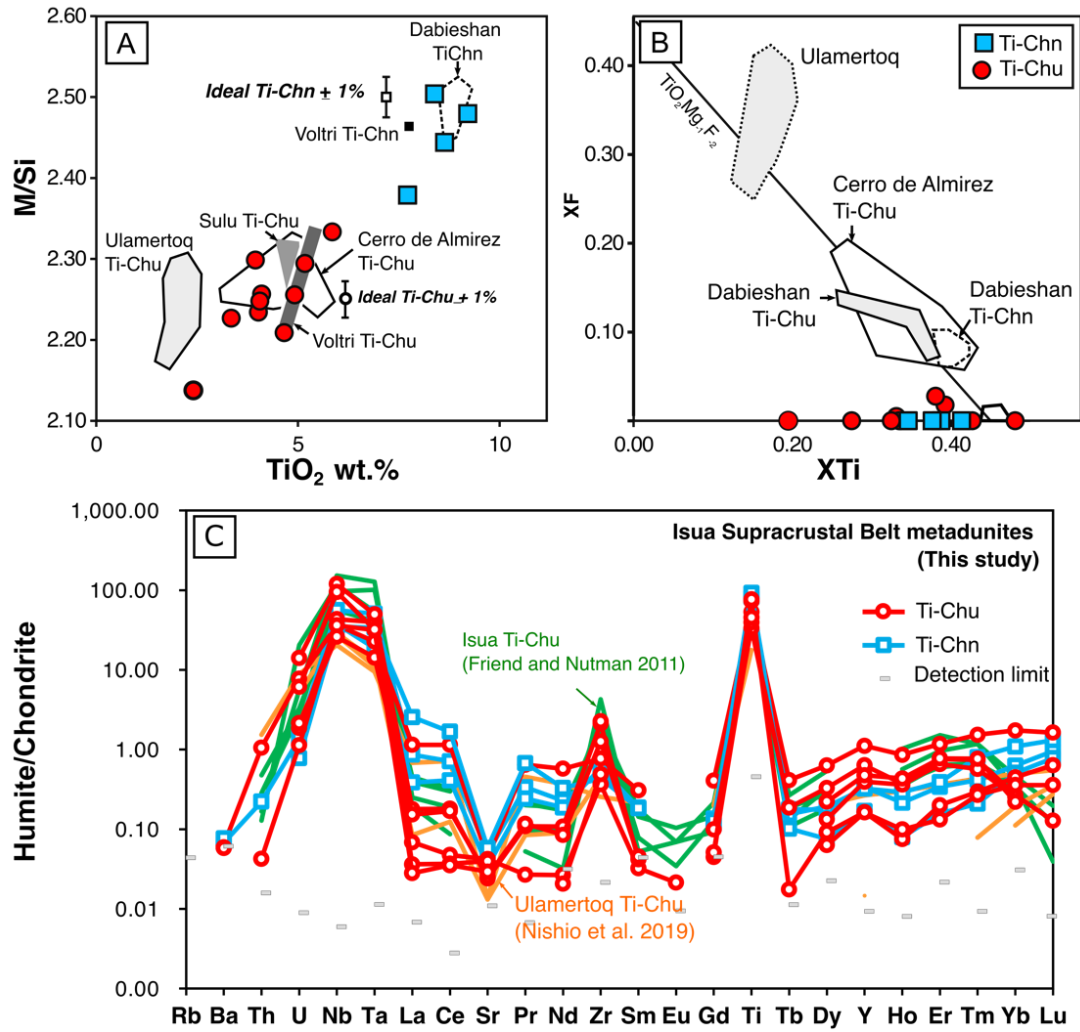 A
2.60
2.50
2.40
2.30
2.20
2.10
M/Si
0
5
10
TiO2 wt.%
Dabieshan
TiChn
Ideal Ti-Chn ± 1%
Voltri Ti-Chn
Sulu Ti-Chu
Ulamertoq
Ti-Chu
Cerro de Almirez
Ti-Chu
Ideal Ti-Chu ± 1%
Voltri Ti-Chu
B
0.40
0.30
0.20
0.10
XF
0.00
0.20
0.40
XTi
Ti-Chn
Ti-Chu
Ulamertoq
TiO2Mg-1F-2
Cerro de Almirez
Ti-Chu
Dabieshan
Ti-Chu
Dabieshan
Ti-Chn
C
1,000.00
100.00
10.00
1.00
0.10
0.01
0.00
Humite/Chondrite
Isua Supracrustal Belt metadunites
(This study)
Ti-Chu
Ti-Chn
Detection limit
Isua Ti-Chu
(Friend and Nutman 2011)
Ulamertoq Ti-Chu
(Nishio et al. 2019)
Rb Ba Th U Nb Ta La Ce Sr Pr Nd Zr Sm Eu Gd Ti Tb Dy Y Ho Er Tm Yb Lu